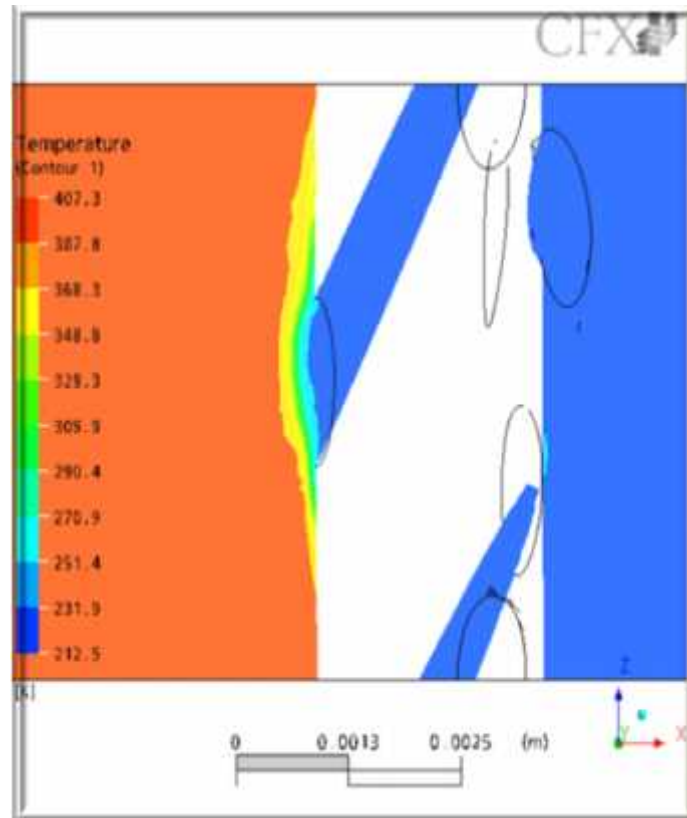 CFX
Temperature
(Contour 1)
407.3
387.8
368.3
348.8
329.3
309.9
290.4
270.9
251.4
231.9
212.5
[K]
0 0.0013 0.0025 (m)
Z
Y
X